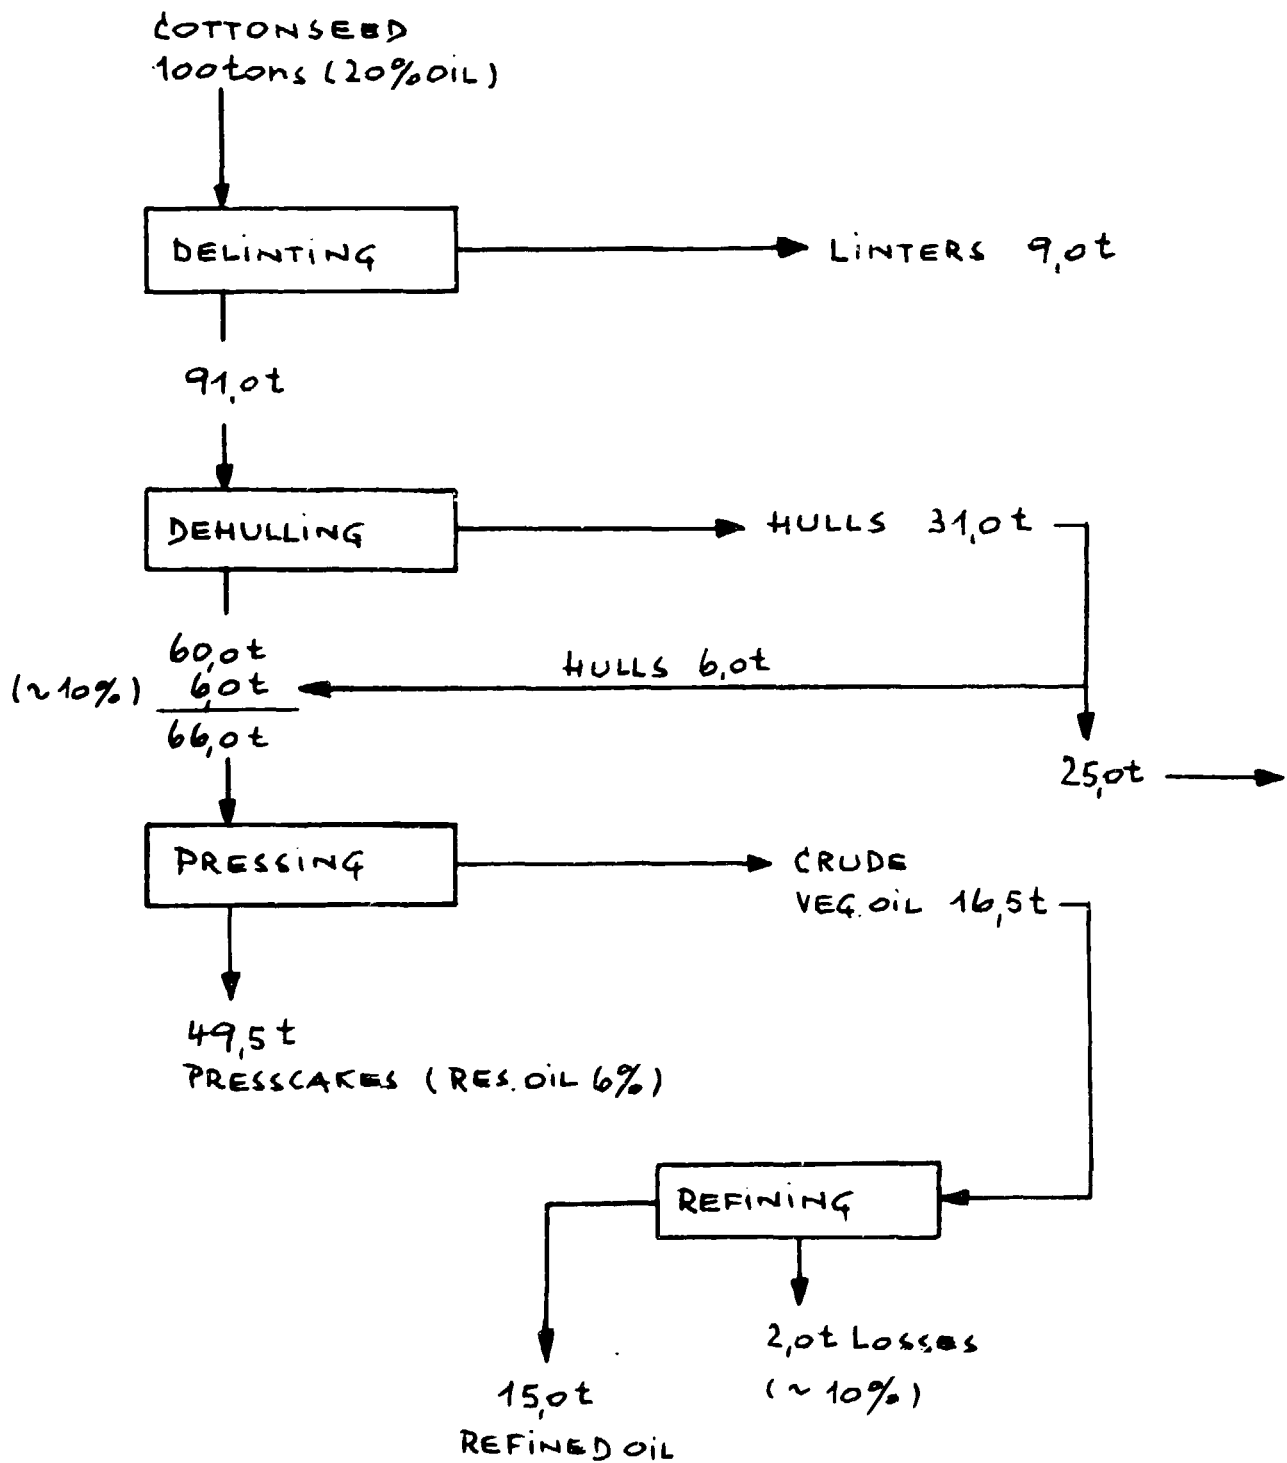 COTTONSEED
100tons (20% OiL)
DELiNTiNG
LiNTERS 9,0t
91,0t
DEHULLiNG
HULLS 31,0t
60,0t
HULLS 6,0t
(~10%) 6,0t
66,0t
25,0t
PRESSiNG
CRUDE
VEG. OiL 16,5t
49,5t
PRESSCAKES (RES. OiL 6%)
REFiNiNG
2,0t Losses
(~10%)
15,0t
REFiNED OiL